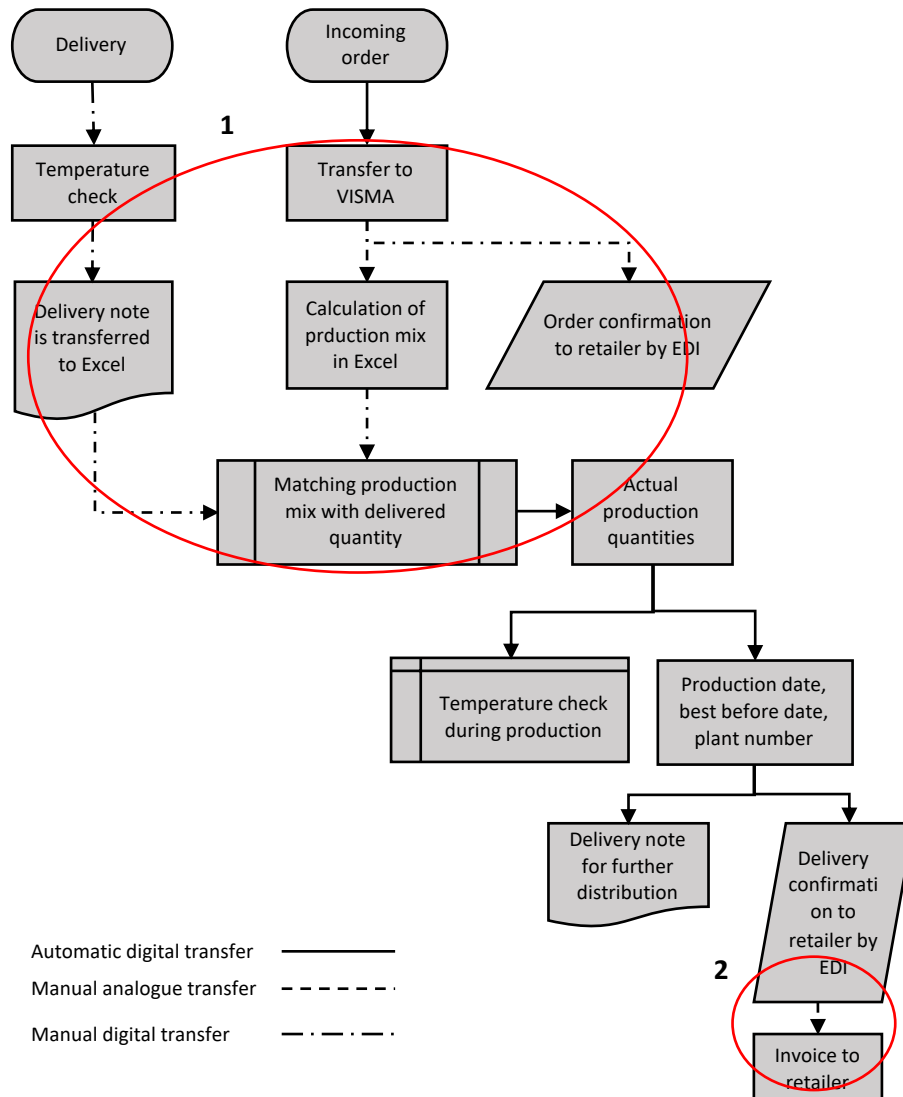 Delivery
Incoming
order
1
Temperature
check
Transfer to
VISMA
Delivery note
is transferred
to Excel
Calculation of
prduction mix
in Excel
Order confirmation
to retailer by EDI
Matching production
mix with delivered
quantity
Actual
production
quantities
Temperature check
during production
Production date,
best before date,
plant number
Delivery note
for further
distribution
Delivery
confirmati
on to
retailer by
EDI
2
Invoice to
retailer
Automatic digital transfer
Manual analogue transfer
Manual digital transfer